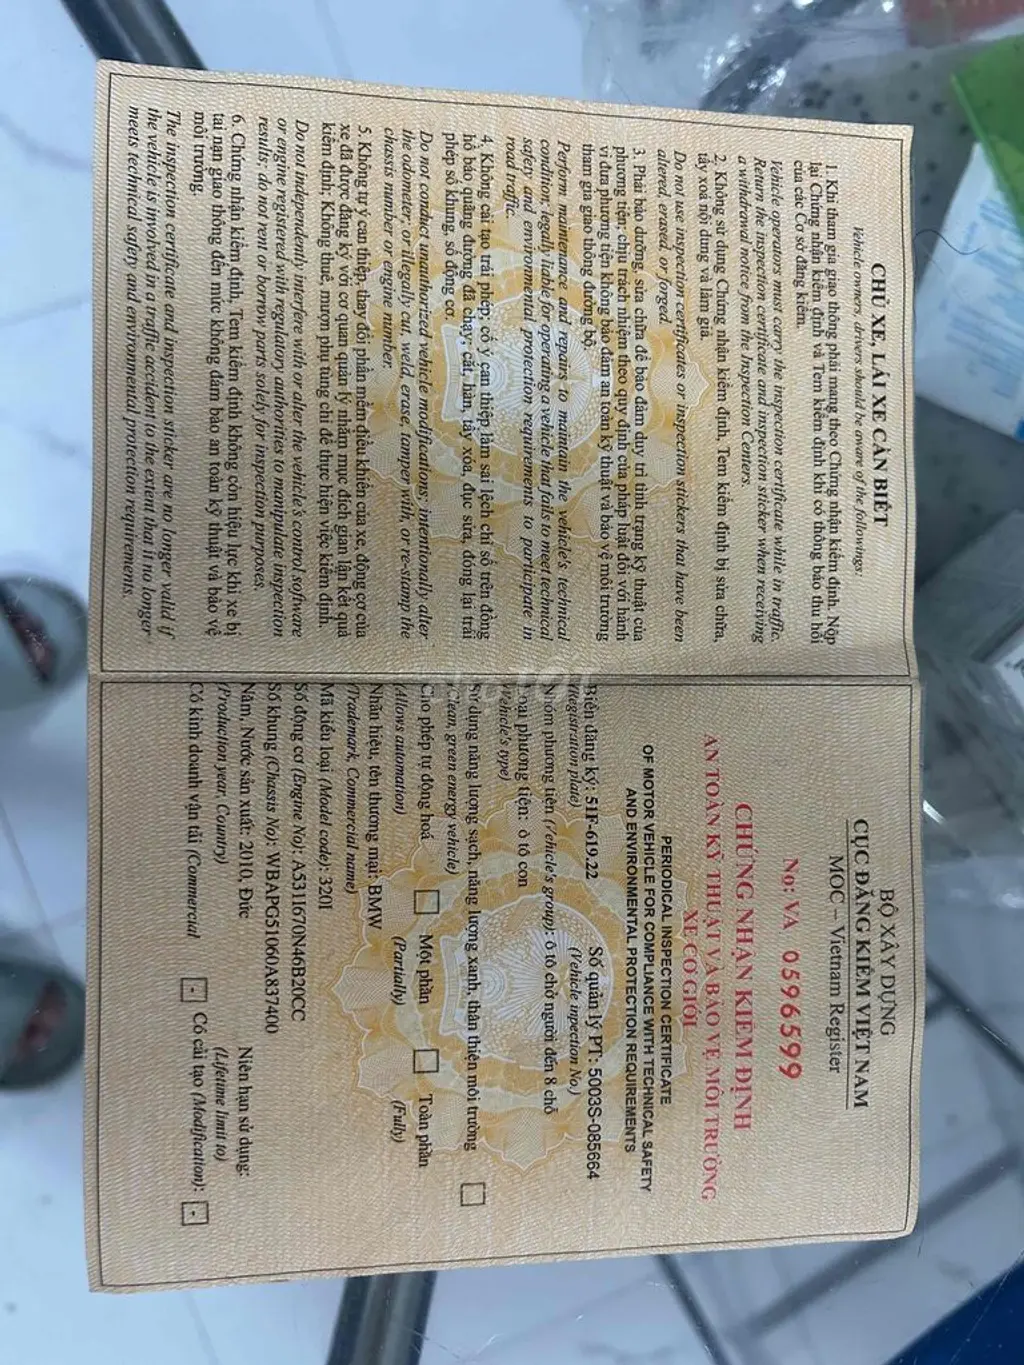 CHỦ XE, LÁI XE CẦN BIẾT
Vehicle owners, drivers should be aware of the followings:
1. Khi tham gia giao thông phải mang theo Chứng nhận kiểm định. Nộp
lại Chứng nhận kiểm định và Tem kiểm định khi có thông báo thu hồi
của các Cơ sở đăng kiểm.
Vehicle operators must carry the inspection certificate while in traffic.
Return the inspection certificate and inspection sticker when receiving
a withdrawal notice from the Inspection Centers.
2. Không sử dụng Chứng nhận kiểm định, Tem kiểm định bị sửa chữa,
tẩy xoá nội dung và làm giả.
Do not use inspection certificates or inspection stickers that have been
altered, erased, or forged.
3. Phải bảo dưỡng, sửa chữa để bảo đảm duy trì tình trạng kỹ thuật của
phương tiện; chịu trách nhiệm theo quy định của pháp luật đối với hành
vi đưa phương tiện không bảo đảm an toàn kỹ thuật và bảo vệ môi trường
tham gia giao thông đường bộ.
Perform maintenance and repairs to maintain the vehicle's technical
condition; legally liable for operating a vehicle that fails to meet technical
safety and environmental protection requirements to participate in
road traffic.
4. Không cải tạo trái phép; cố ý can thiệp làm sai lệch chỉ số trên đồng
hồ báo quãng đường đã chạy; cắt, hàn, tẩy xoá, đục sửa, đóng lại trái
phép số khung, số động cơ.
Do not conduct unauthorized vehicle modifications; intentionally alter
the odometer; or illegally cut, weld, erase, tamper with, or re-stamp the
chassis number or engine number.
5. Không tự ý can thiệp, thay đổi phần mềm điều khiển của xe động cơ của
xe đã được đăng ký với cơ quan quản lý nhằm mục đích gian lận kết quả
kiểm định; Không thuê, mượn phụ tùng chỉ để thực hiện việc kiểm định.
Do not independently interfere with or alter the vehicle's control software
or engine registered with regulatory authorities to manipulate inspection
results; do not rent or borrow parts solely for inspection purposes.
6. Chứng nhận kiểm định, Tem kiểm định không còn hiệu lực khi xe bị
tai nạn giao thông đến mức không đảm bảo an toàn kỹ thuật và bảo vệ
môi trường.
The inspection certificate and inspection sticker are no longer valid if
the vehicle is involved in a traffic accident to the extent that it no longer
meets technical safety and environmental protection requirements.
BỘ XÂY DỰNG
CỤC ĐĂNG KIỂM VIỆT NAM
MOC – Vietnam Register
No: VA 0596599
CHỨNG NHẬN KIỂM ĐỊNH
AN TOÀN KỸ THUẬT VÀ BẢO VỆ MÔI TRƯỜNG
XE CƠ GIỚI
PERIODICAL INSPECTION CERTIFICATE
OF MOTOR VEHICLE FOR COMPLIANCE WITH TECHNICAL SAFETY
AND ENVIRONMENTAL PROTECTION REQUIREMENTS
Biển đăng ký: 51F-619.22 Số quản lý PT: 5003S-085664
(Registration plate) (Vehicle inpection No.)
Nhóm phương tiện (Vehicle's group): ô tô chở người đến 8 chỗ
Loại phương tiện: ô tô con
(Vehicle's type)
Sử dụng năng lượng sạch, năng lượng xanh, thân thiện môi trường
(Clean, green energy vehicle)
Cho phép tự động hoá Một phần Toàn phần
(Allows automation) (Partially) (Fully)
Nhãn hiệu, tên thương mại: BMW
(Trademark, Commercial name)
Mã kiểu loại (Model code): 320I
Số động cơ (Engine No): A5311670N46B20CC
Số khung (Chassis No): WBAPG51060A837400
Năm, Nước sản xuất: 2010, Đức Niên hạn sử dụng:
(Production year, Country) (Lifetime limit to)
Có kinh doanh vận tải (Commercial - Có cải tạo (Modification): -